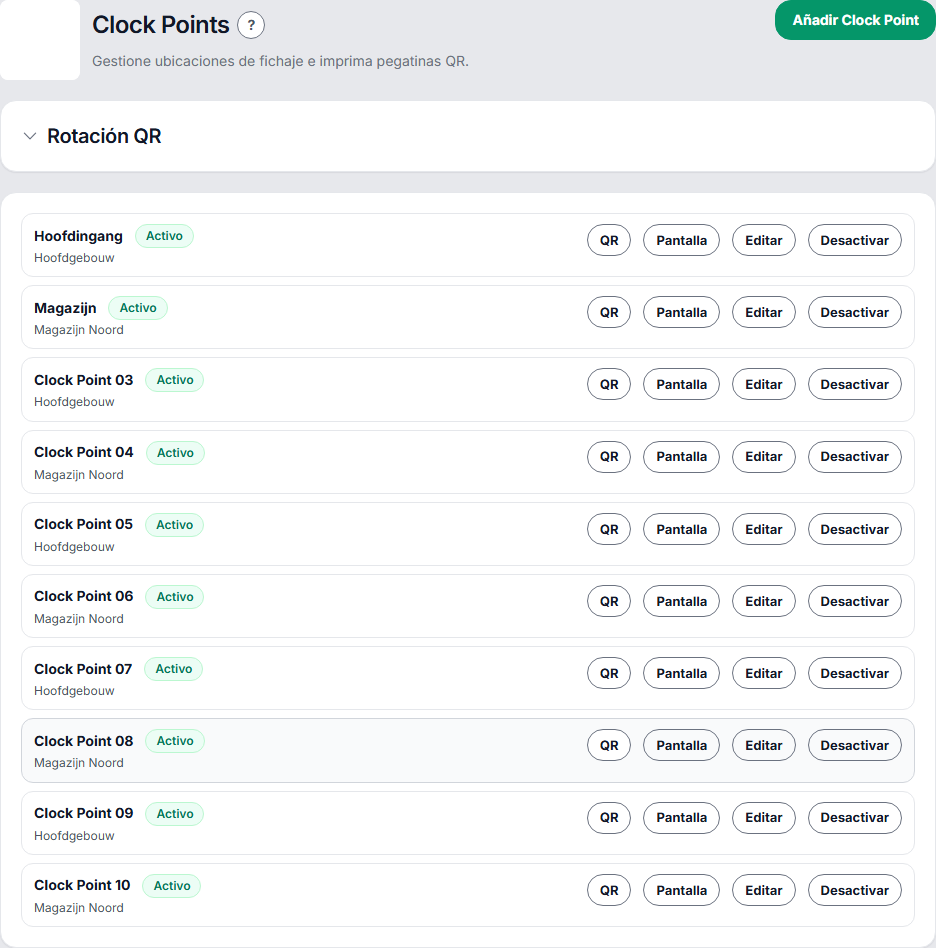 Clock Points ?
Añadir Clock Point
Gestione ubicaciones de fichaje e imprima pegatinas QR.
Rotación QR
Hoofdingang Activo QR Pantalla Editar Desactivar
Hoofdgebouw
Magazijn Activo QR Pantalla Editar Desactivar
Magazijn Noord
Clock Point 03 Activo QR Pantalla Editar Desactivar
Hoofdgebouw
Clock Point 04 Activo QR Pantalla Editar Desactivar
Magazijn Noord
Clock Point 05 Activo QR Pantalla Editar Desactivar
Hoofdgebouw
Clock Point 06 Activo QR Pantalla Editar Desactivar
Magazijn Noord
Clock Point 07 Activo QR Pantalla Editar Desactivar
Hoofdgebouw
Clock Point 08 Activo QR Pantalla Editar Desactivar
Magazijn Noord
Clock Point 09 Activo QR Pantalla Editar Desactivar
Hoofdgebouw
Clock Point 10 Activo QR Pantalla Editar Desactivar
Magazijn Noord